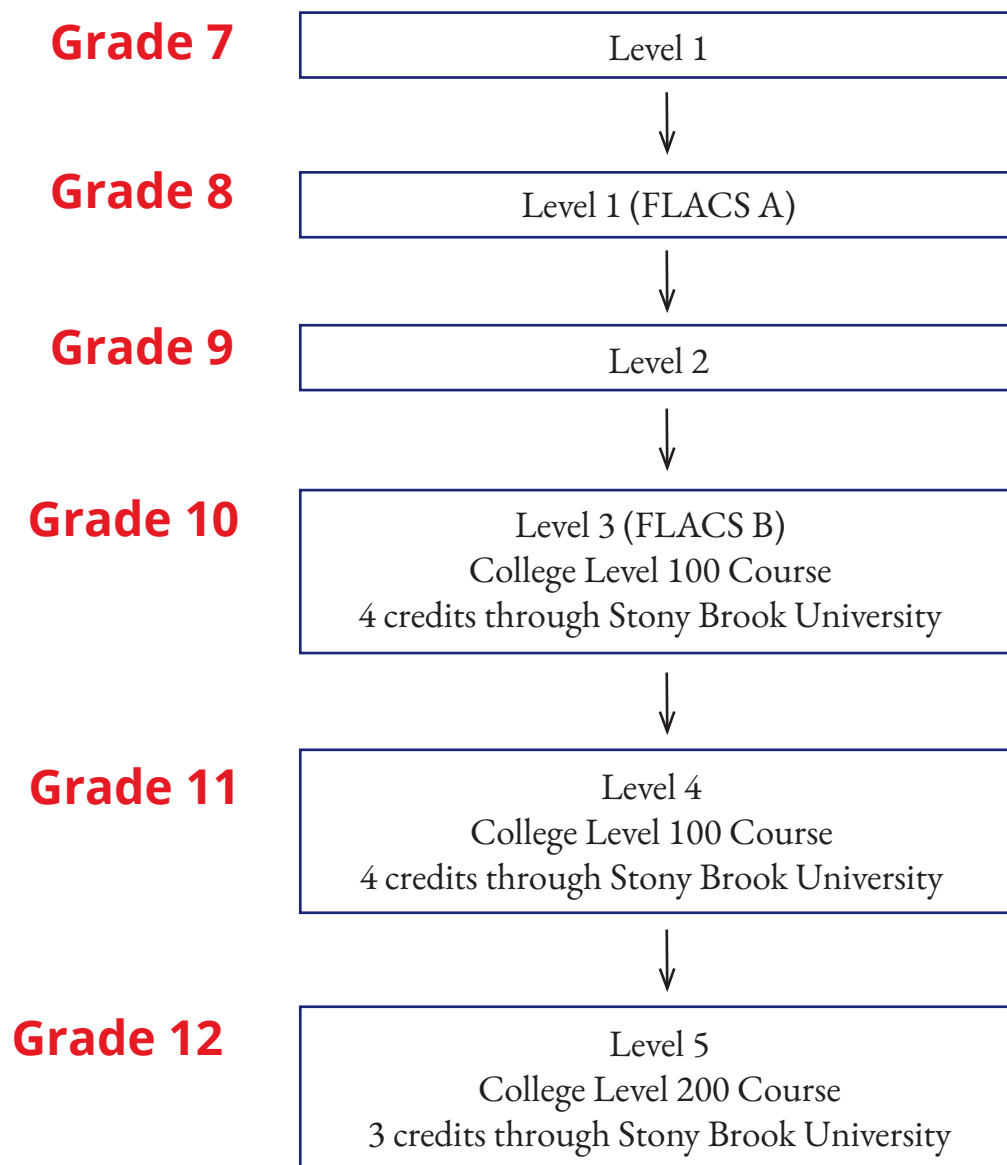 Grade 7
Level 1
Grade 8
Level 1 (FLACS A)
Grade 9
Level 2
Grade 10
Level 3 (FLACS B)
College Level 100 Course
4 credits through Stony Brook University
Grade 11
Level 4
College Level 100 Course
4 credits through Stony Brook University
Grade 12
Level 5
College Level 200 Course
3 credits through Stony Brook University